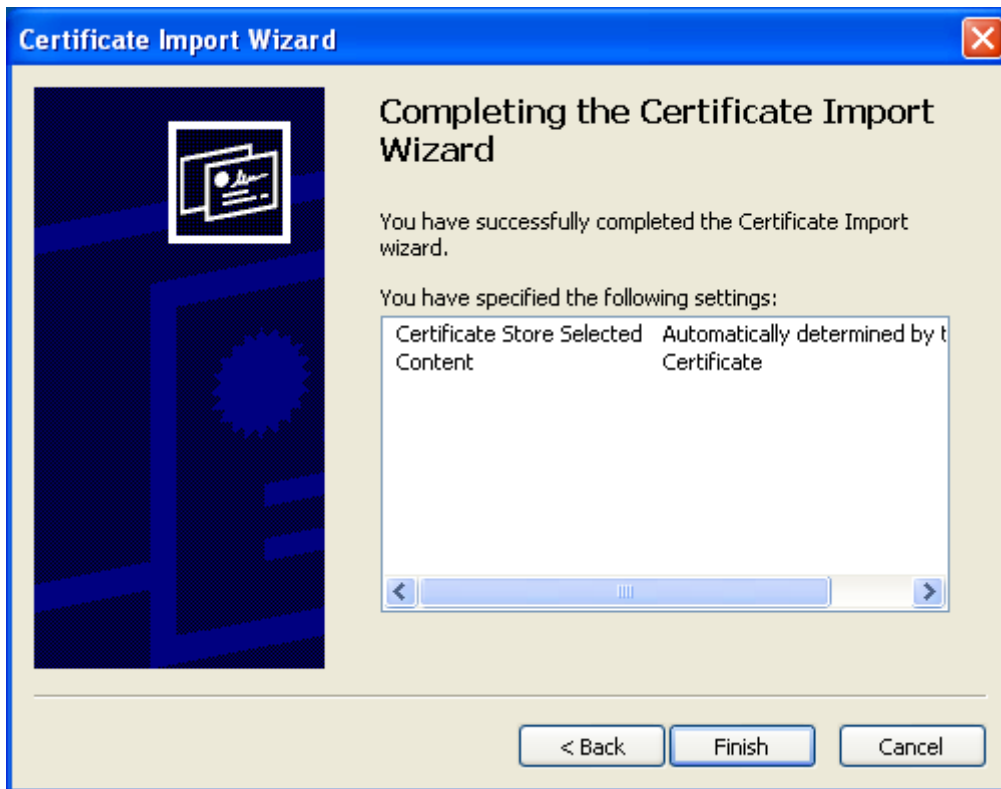 Certificate Import Wizard
Completing the Certificate Import
Wizard
You have successfully completed the Certificate Import
wizard.
You have specified the following settings:
Certificate Store Selected Automatically determined by t
Content Certificate
< Back Finish Cancel